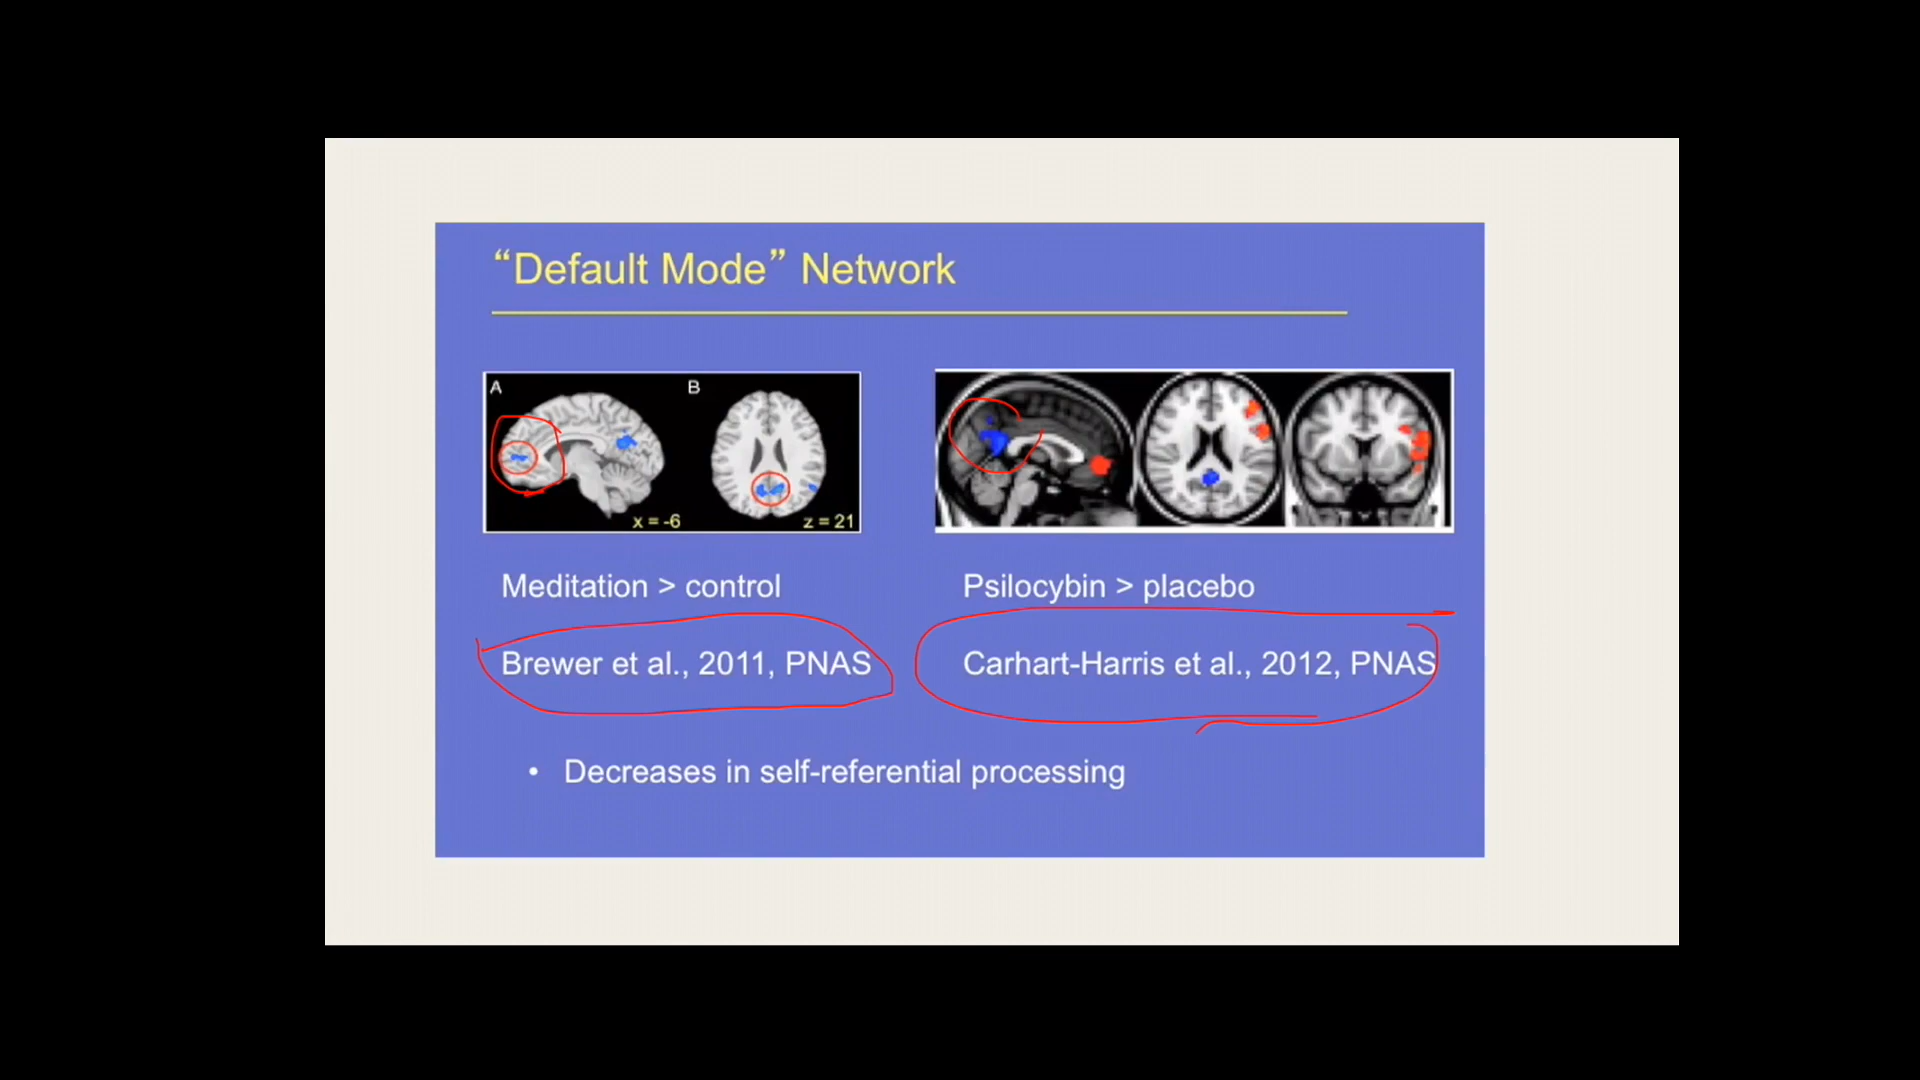 “Default Mode” Network
A
B
x = -6
z = 21
Meditation > control
Psilocybin > placebo
Brewer et al., 2011, PNAS
Carhart-Harris et al., 2012, PNAS
• Decreases in self-referential processing